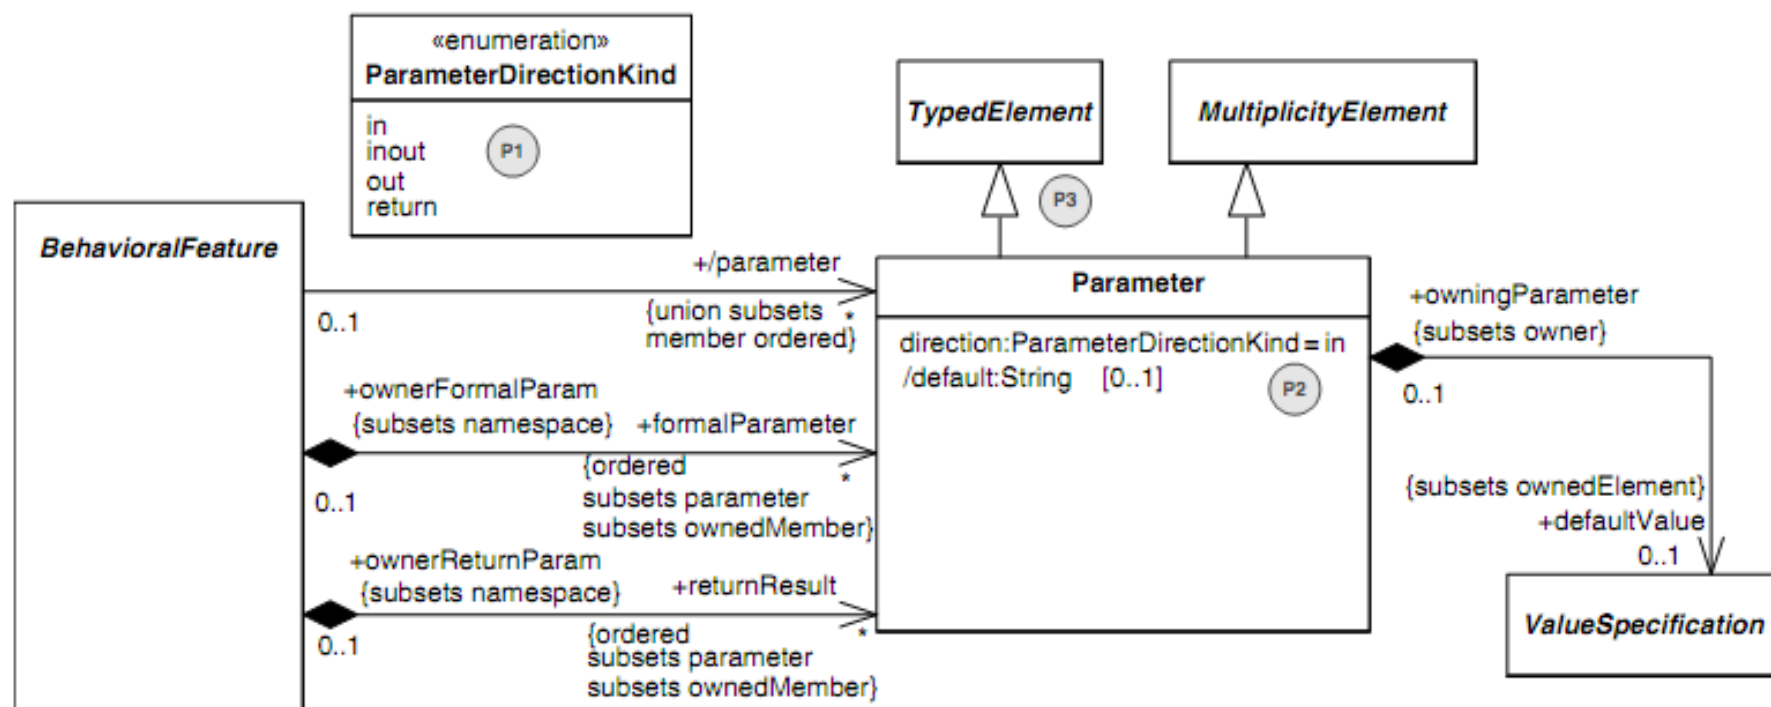 «enumeration»
ParameterDirectionKind
in
inout
out
return
P1
TypedElement
MultiplicityElement
P3
BehavioralFeature
+/parameter
0..1
{union subsets *
member ordered}
+ownerFormalParam
{subsets namespace}
+formalParameter
0..1
{ordered *
subsets parameter
subsets ownedMember}
+ownerReturnParam
{subsets namespace}
+returnResult
0..1
{ordered *
subsets parameter
subsets ownedMember}
Parameter
direction:ParameterDirectionKind = in
/default:String [0..1]
P2
+owningParameter
{subsets owner}
0..1
{subsets ownedElement}
+defaultValue
0..1
ValueSpecification